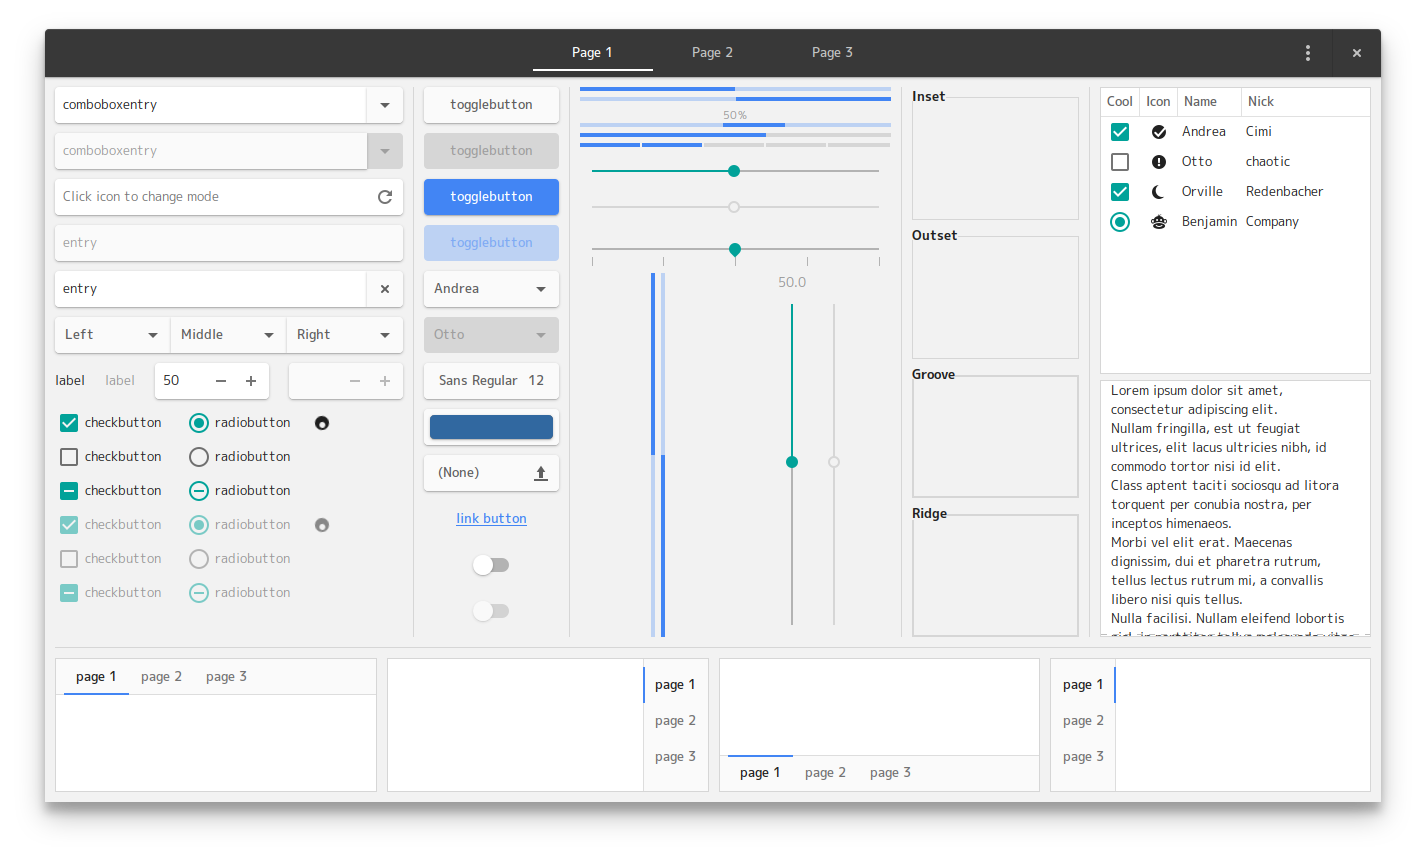 Page 1
Page 2
Page 3
comboboxentry
comboboxentry
Click icon to change mode
entry
entry
Left
Middle
Right
label
label
50
checkbutton
radiobutton
checkbutton
radiobutton
checkbutton
radiobutton
checkbutton
radiobutton
checkbutton
radiobutton
checkbutton
radiobutton
togglebutton
togglebutton
togglebutton
togglebutton
Andrea
Otto
Sans Regular 12
(None)
link button
50%
50.0
Inset
Outset
Groove
Ridge
Cool Icon Name Nick
Andrea Cimi
Otto chaotic
Orville Redenbacher
Benjamin Company
Lorem ipsum dolor sit amet,
consectetur adipiscing elit.
Nullam fringilla, est ut feugiat
ultrices, elit lacus ultricies nibh, id
commodo tortor nisi id elit.
Class aptent taciti sociosqu ad litora
torquent per conubia nostra, per
inceptos himenaeos.
Morbi vel elit erat. Maecenas
dignissim, dui et pharetra rutrum,
tellus lectus rutrum mi, a convallis
libero nisi quis tellus.
Nulla facilisi. Nullam eleifend lobortis
page 1
page 2
page 3
page 1
page 2
page 3
page 1
page 2
page 3
page 1
page 2
page 3